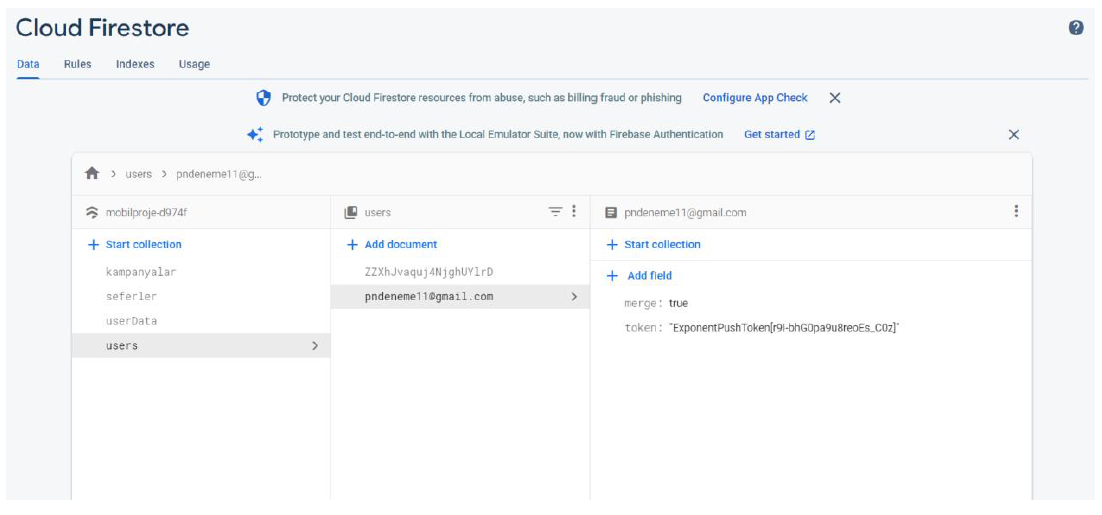 Cloud Firestore
Data Rules Indexes Usage
Protect your Cloud Firestore resources from abuse, such as billing fraud or phishing Configure App Check
Prototype and test end-to-end with the Local Emulator Suite, now with Firebase Authentication Get started
users > pndeneme11@g...
mobilproje-d974f
+ Start collection
kampanyalar
seferler
userData
users
users
+ Add document
ZZXhJvaquj4NjghUYlrD
pndeneme11@gmail.com
pndeneme11@gmail.com
+ Start collection
+ Add field
merge: true
token: "ExponentPushToken[r9l-bhG0pa9u8reoEs_C0z]"